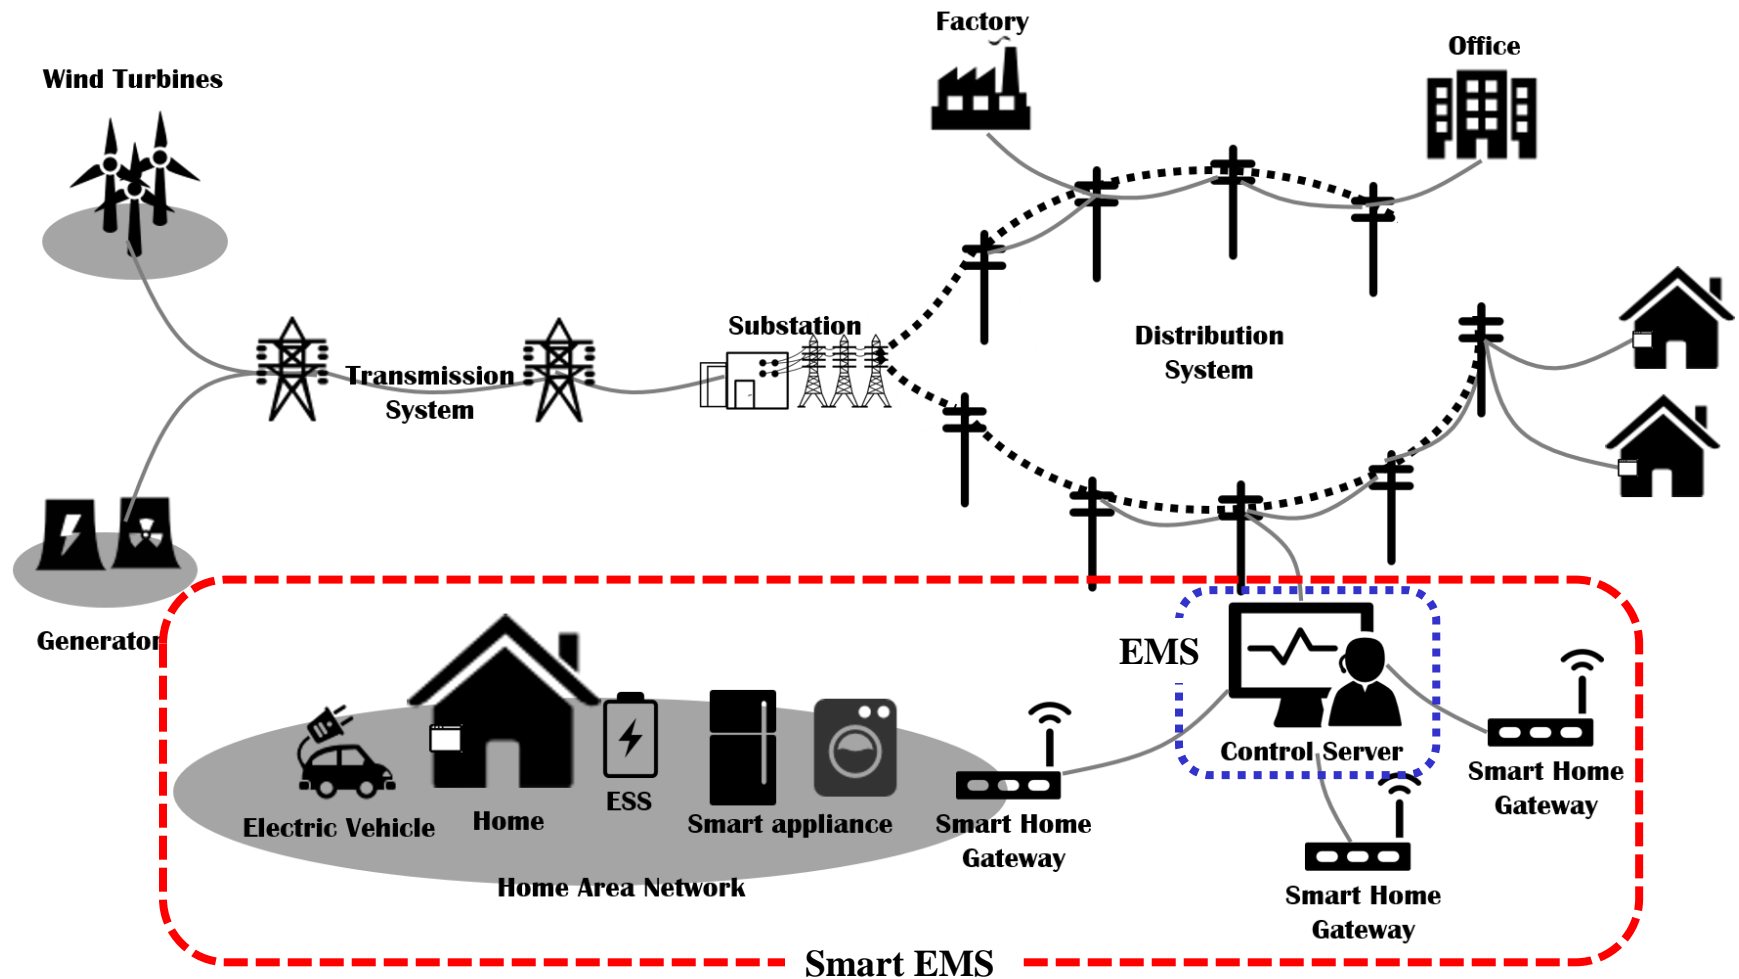 Factory
Office
Wind Turbines
Substation
Distribution
System
Transmission
System
Generator
EMS
Control Server
Smart Home
Gateway
ESS
Home
Electric Vehicle
Smart appliance
Smart Home
Gateway
Home Area Network
Smart Home
Gateway
Smart EMS